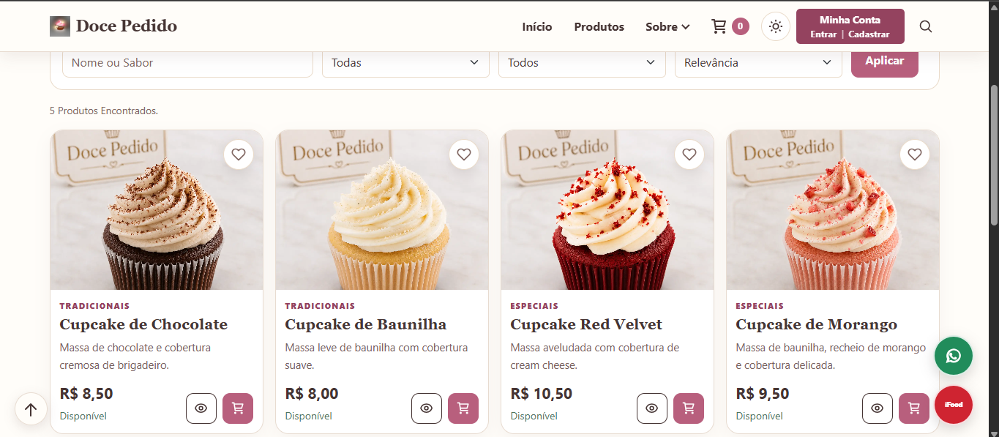 Doce Pedido
Início
Produtos
Sobre
0
Minha Conta
Entrar | Cadastrar
Nome ou Sabor
Todas
Todos
Relevância
Aplicar
5 Produtos Encontrados.
Doce Pedido
Doce Pedido
Doce Pedido
Doce Pedido
TRADICIONAIS
Cupcake de Chocolate
Massa de chocolate e cobertura
cremosa de brigadeiro.
R$ 8,50
Disponível
TRADICIONAIS
Cupcake de Baunilha
Massa leve de baunilha com cobertura
suave.
R$ 8,00
Disponível
ESPECIAIS
Cupcake Red Velvet
Massa aveludada com cobertura de
cream cheese.
R$ 10,50
Disponível
ESPECIAIS
Cupcake de Morango
Massa de baunilha, recheio de morango
e cobertura delicada.
R$ 9,50
Disponível
iFood